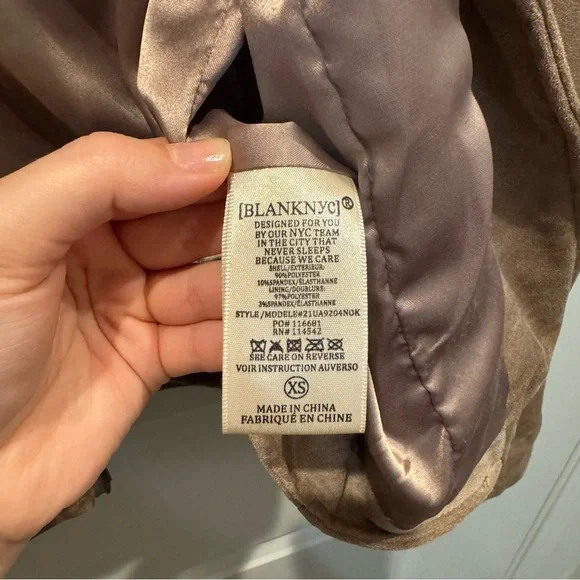 [BLANKNYC]®
DESIGNED FOR YOU
BY OUR NYC TEAM
IN THE CITY THAT
NEVER SLEEPS
BECAUSE WE CARE
SHELL/EXTERIEUR:
90%POLYESTER
10%SPANDEX/ÉLASTHANNE
LINING/DOUBLURE:
97%POLYESTER
3%SPANDEX/ÉLASTHANNE
STYLE/MODELE#21UA9204NOK
PO# 116681
RN# 114542
SEE CARE ON REVERSE
VOIR INSTRUCTION AUVERSO
XS
MADE IN CHINA
FABRIQUÉ EN CHINE